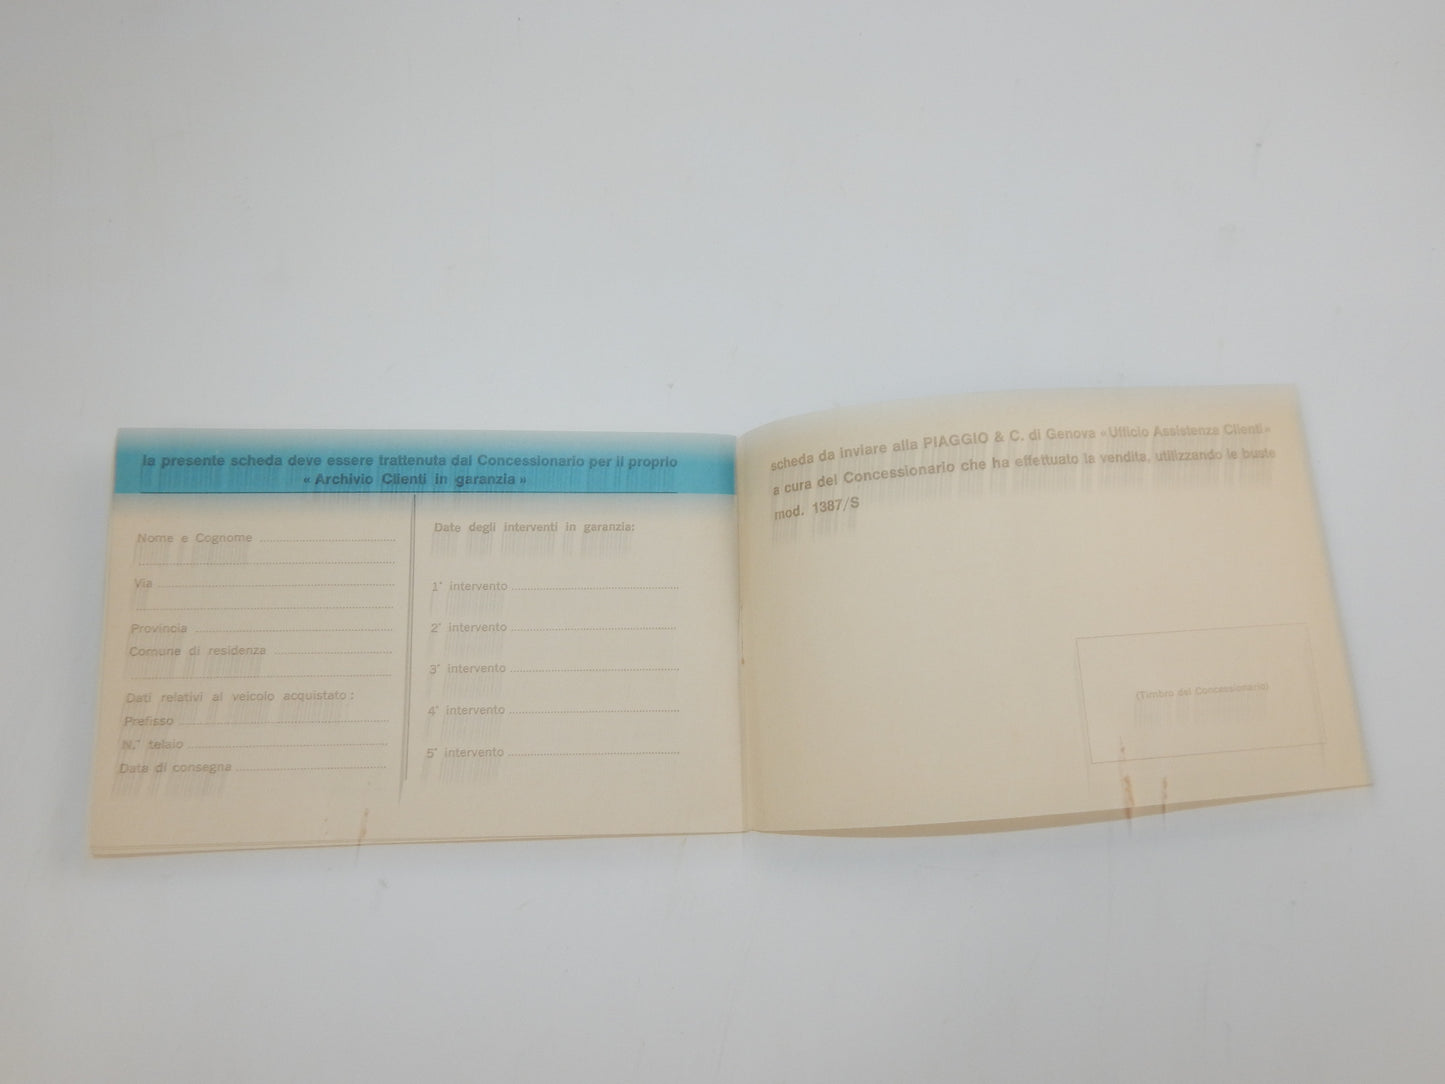 la presente scheda deve essere trattenuta dal Concessionario per il proprio
« Archivio Clienti in garanzia »
Nome e Cognome
Via
Provincia
Comune di residenza
Dati relativi al veicolo acquistato :
Prefisso
N.° telaio
Data di consegna
Date degli interventi in garanzia:
1° intervento
2° intervento
3° intervento
4° intervento
5° intervento
scheda da inviare alla PIAGGIO & C. di Genova « Ufficio Assistenza Clienti »
a cura del Concessionario che ha effettuato la vendita, utilizzando le buste
mod. 1387/S
(Timbro del Concessionario)